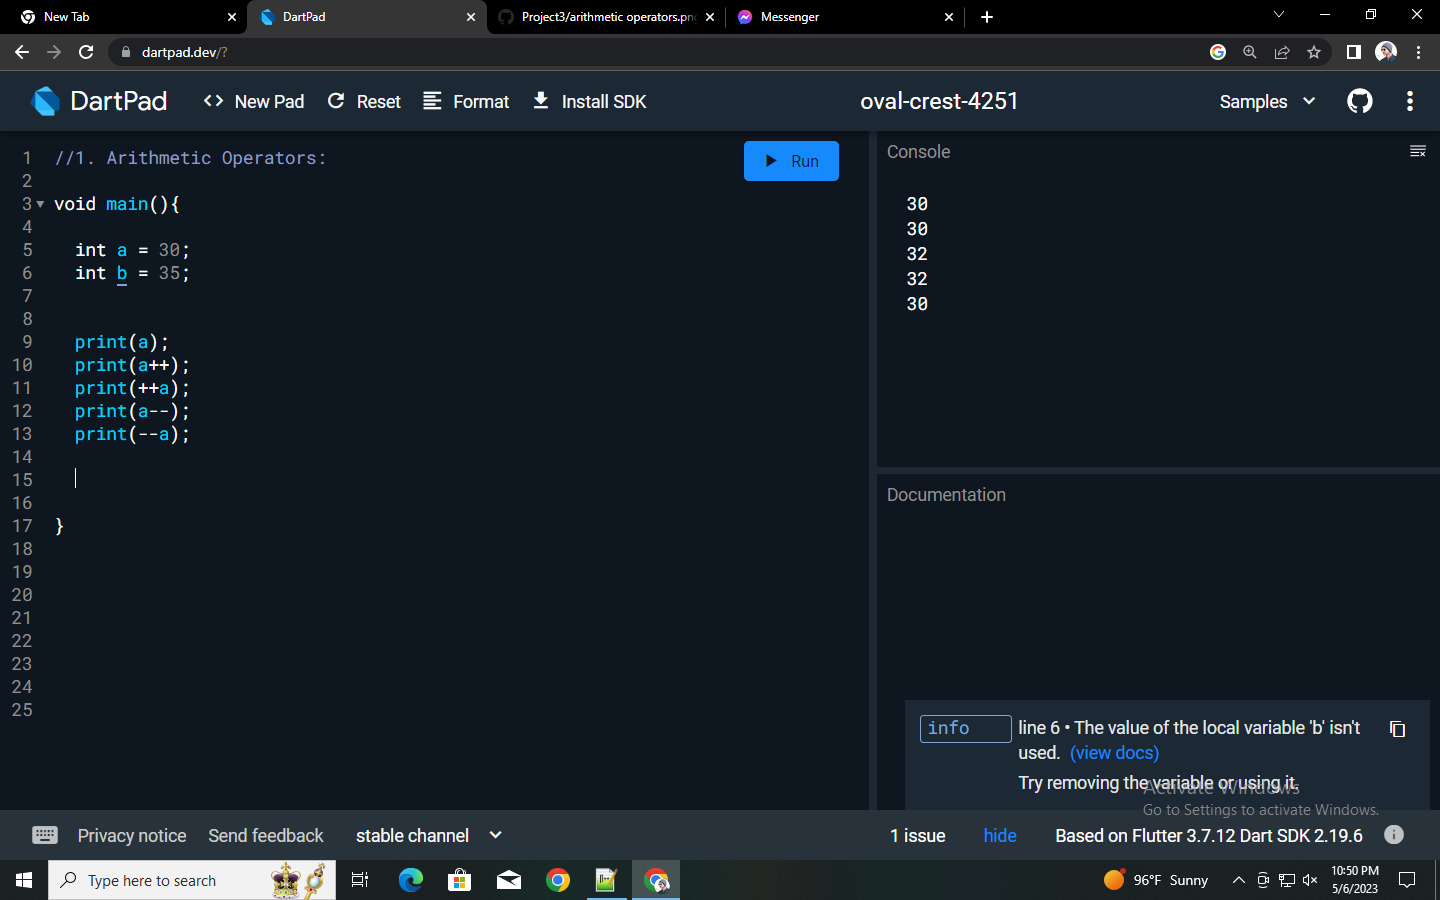 New Tab
DartPad
Project3/arithmetic operators.pn
Messenger
dartpad.dev/?
DartPad
<> New Pad
Reset
Format
Install SDK
oval-crest-4251
Samples
1 //1. Arithmetic Operators:
2
3 void main(){
4
5 int a = 30;
6 int b = 35;
7
8
9 print(a);
10 print(a++);
11 print(++a);
12 print(a--);
13 print(--a);
14
15
16
17 }
18
19
20
21
22
23
24
25
Run
Console
30
30
32
32
30
Documentation
info line 6 • The value of the local variable 'b' isn't
used. (view docs)
Try removing the variable or using it.
Activate Windows
Go to Settings to activate Windows.
Privacy notice
Send feedback
stable channel
1 issue
hide
Based on Flutter 3.7.12 Dart SDK 2.19.6
Type here to search
96°F Sunny
10:50 PM
5/6/2023